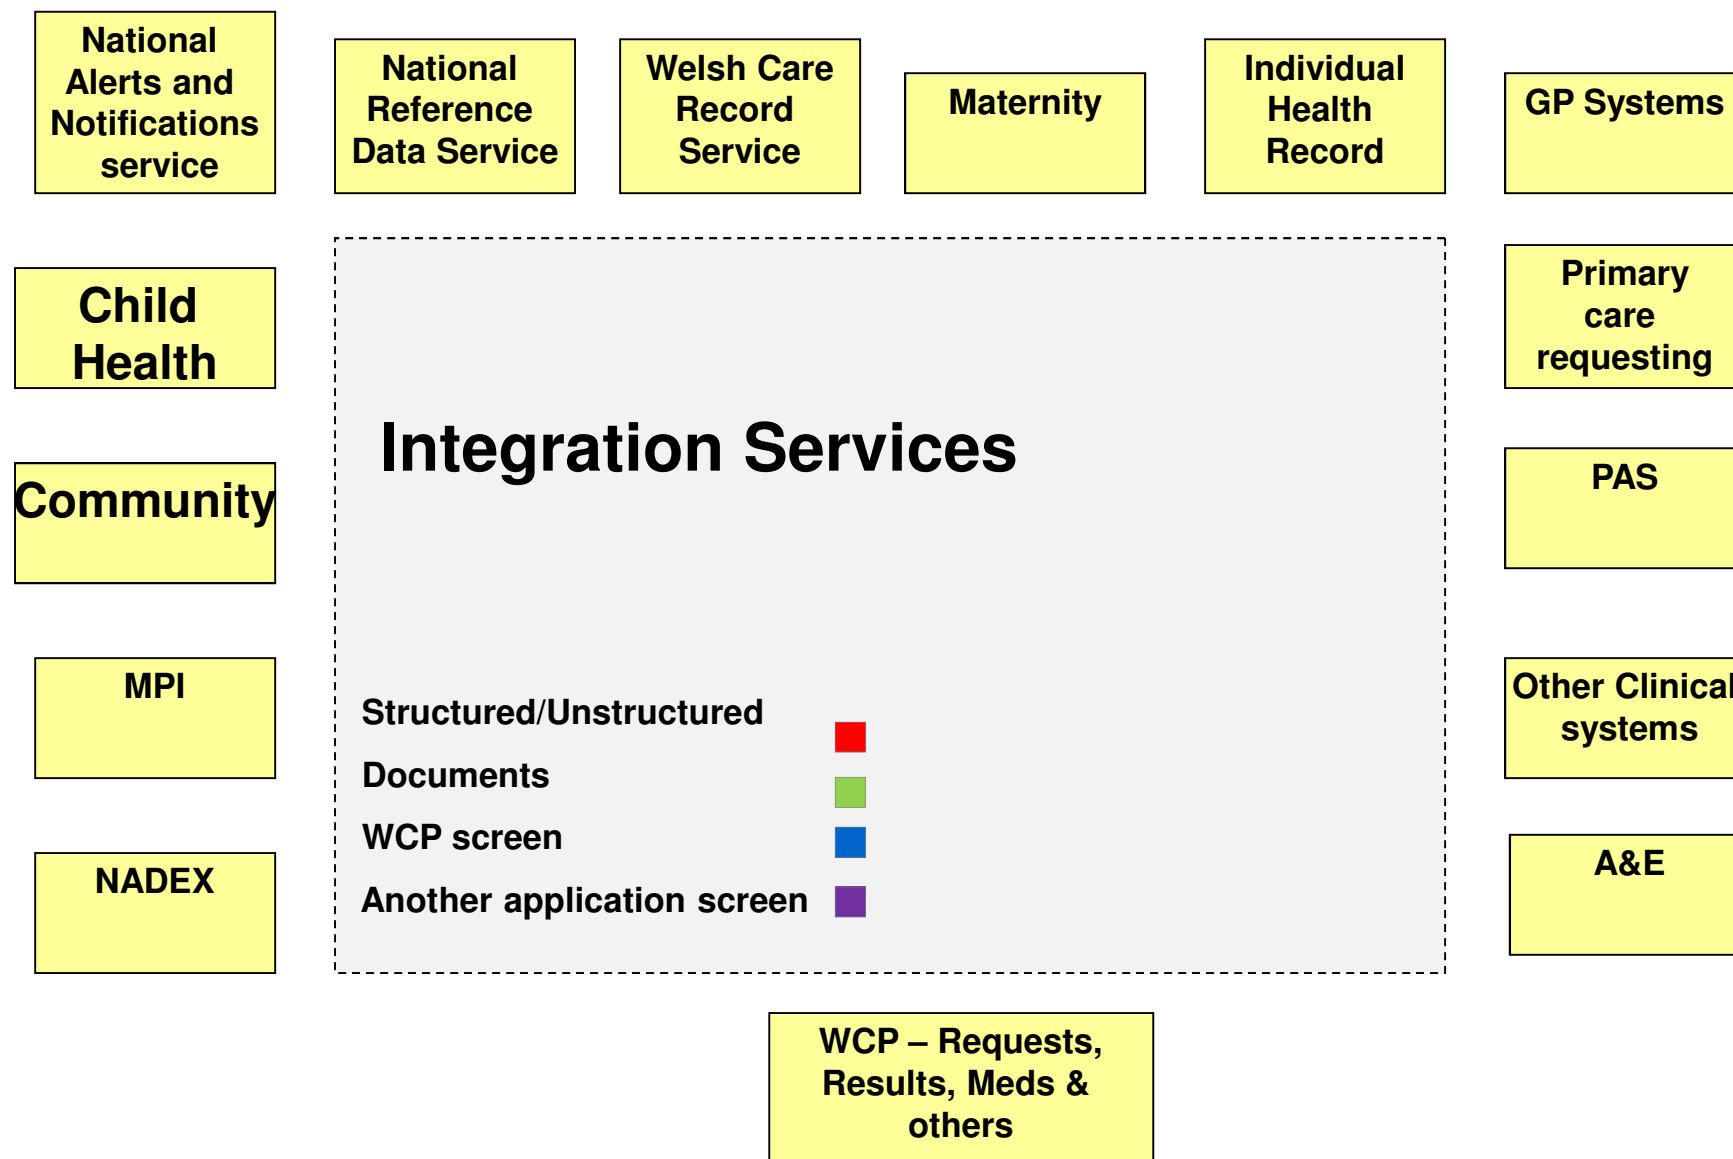 National
Alerts and
Notifications
service
National
Reference
Data Service
Welsh Care
Record
Service
Maternity
Individual
Health
Record
GP Systems
Child
Health
Primary
care
requesting
Integration Services
Community
PAS
MPI
Other Clinical
systems
Structured/Unstructured
Documents
WCP screen
Another application screen
NADEX
A&E
WCP – Requests,
Results, Meds &
others